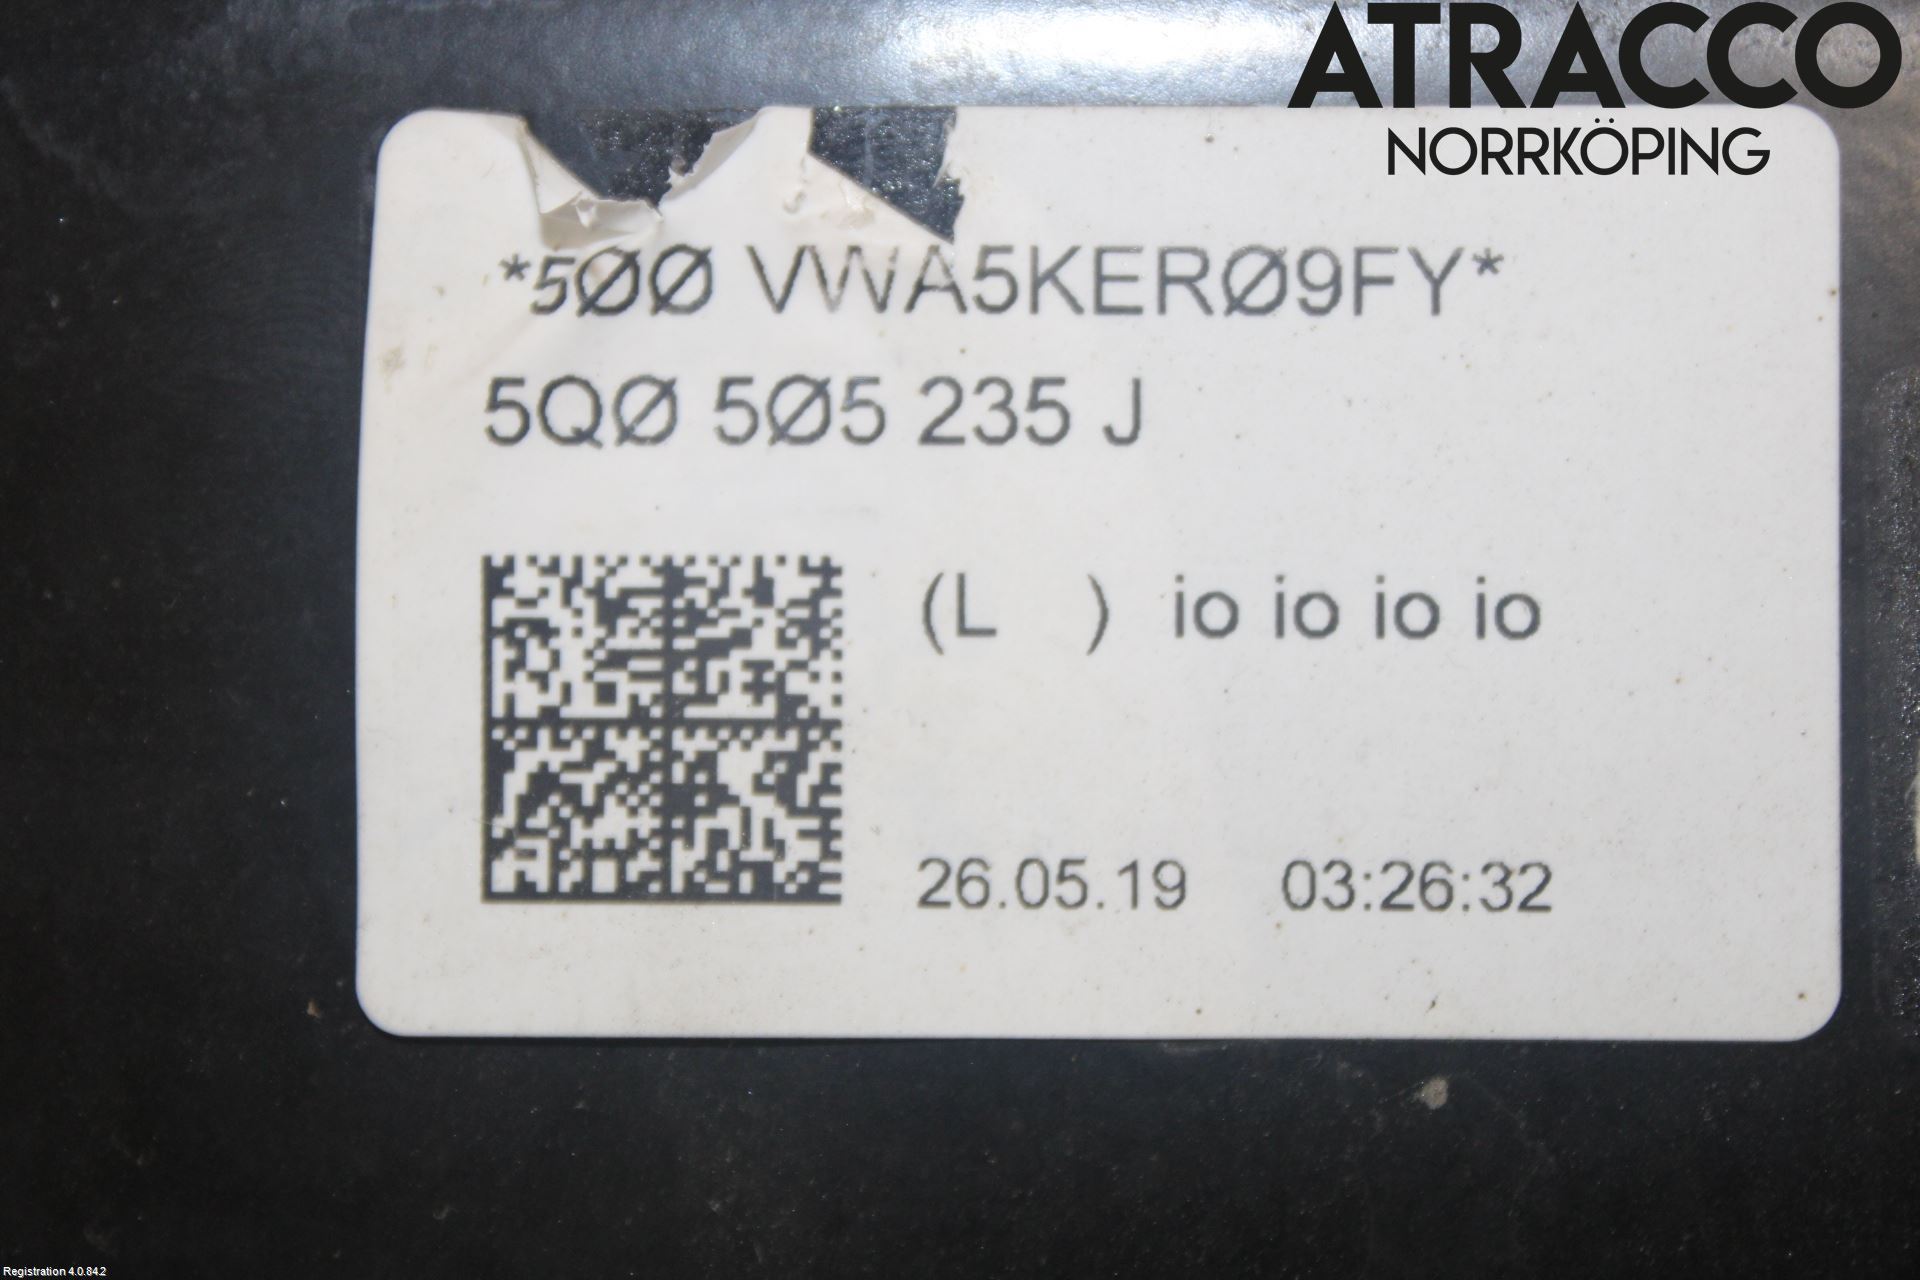 ATRACCO
NORRKÖPING
*5ØØ VWA5KERØ9FY*
5QØ 5Ø5 235 J
(L ) io io io io
26.05.19 03:26:32
Registration 4.0.84.2